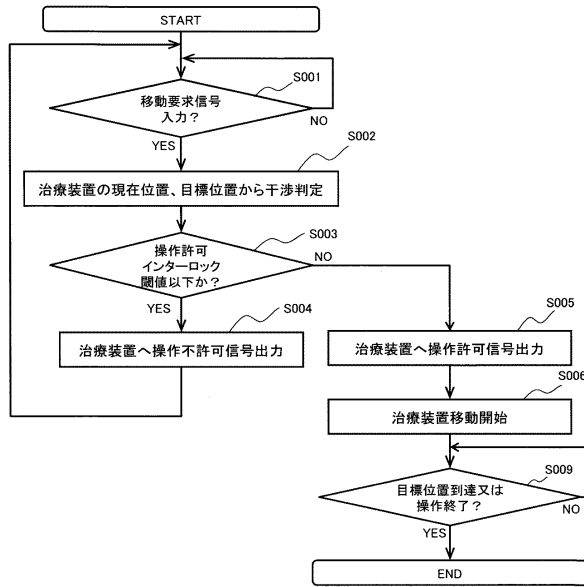 START
S001
移動要求信号
入力？
NO
YES
S002
治療装置の現在位置、目標位置から干渉判定
S003
操作許可
インターロック
閾値以下か？
NO
YES
S004
治療装置へ操作不許可信号出力
S005
治療装置へ操作許可信号出力
S006
治療装置移動開始
S009
目標位置到達又は
操作終了？
NO
YES
END